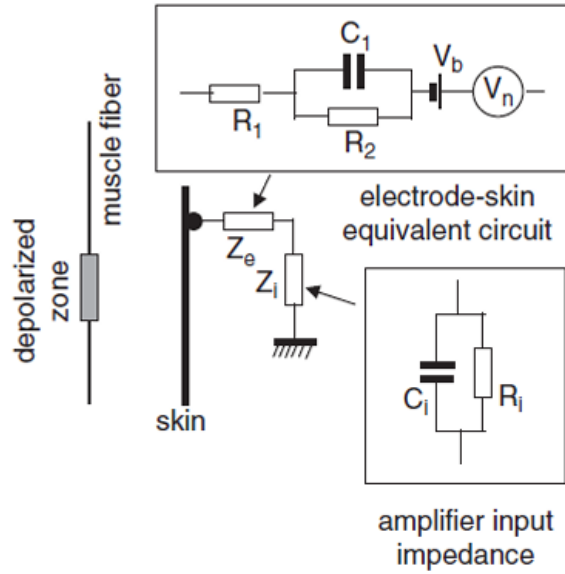 C1
Vb
Vn
R1
R2
electrode-skin
equivalent circuit
muscle fiber
depolarized
zone
Ze
Zi
skin
Ci
Ri
amplifier input
impedance